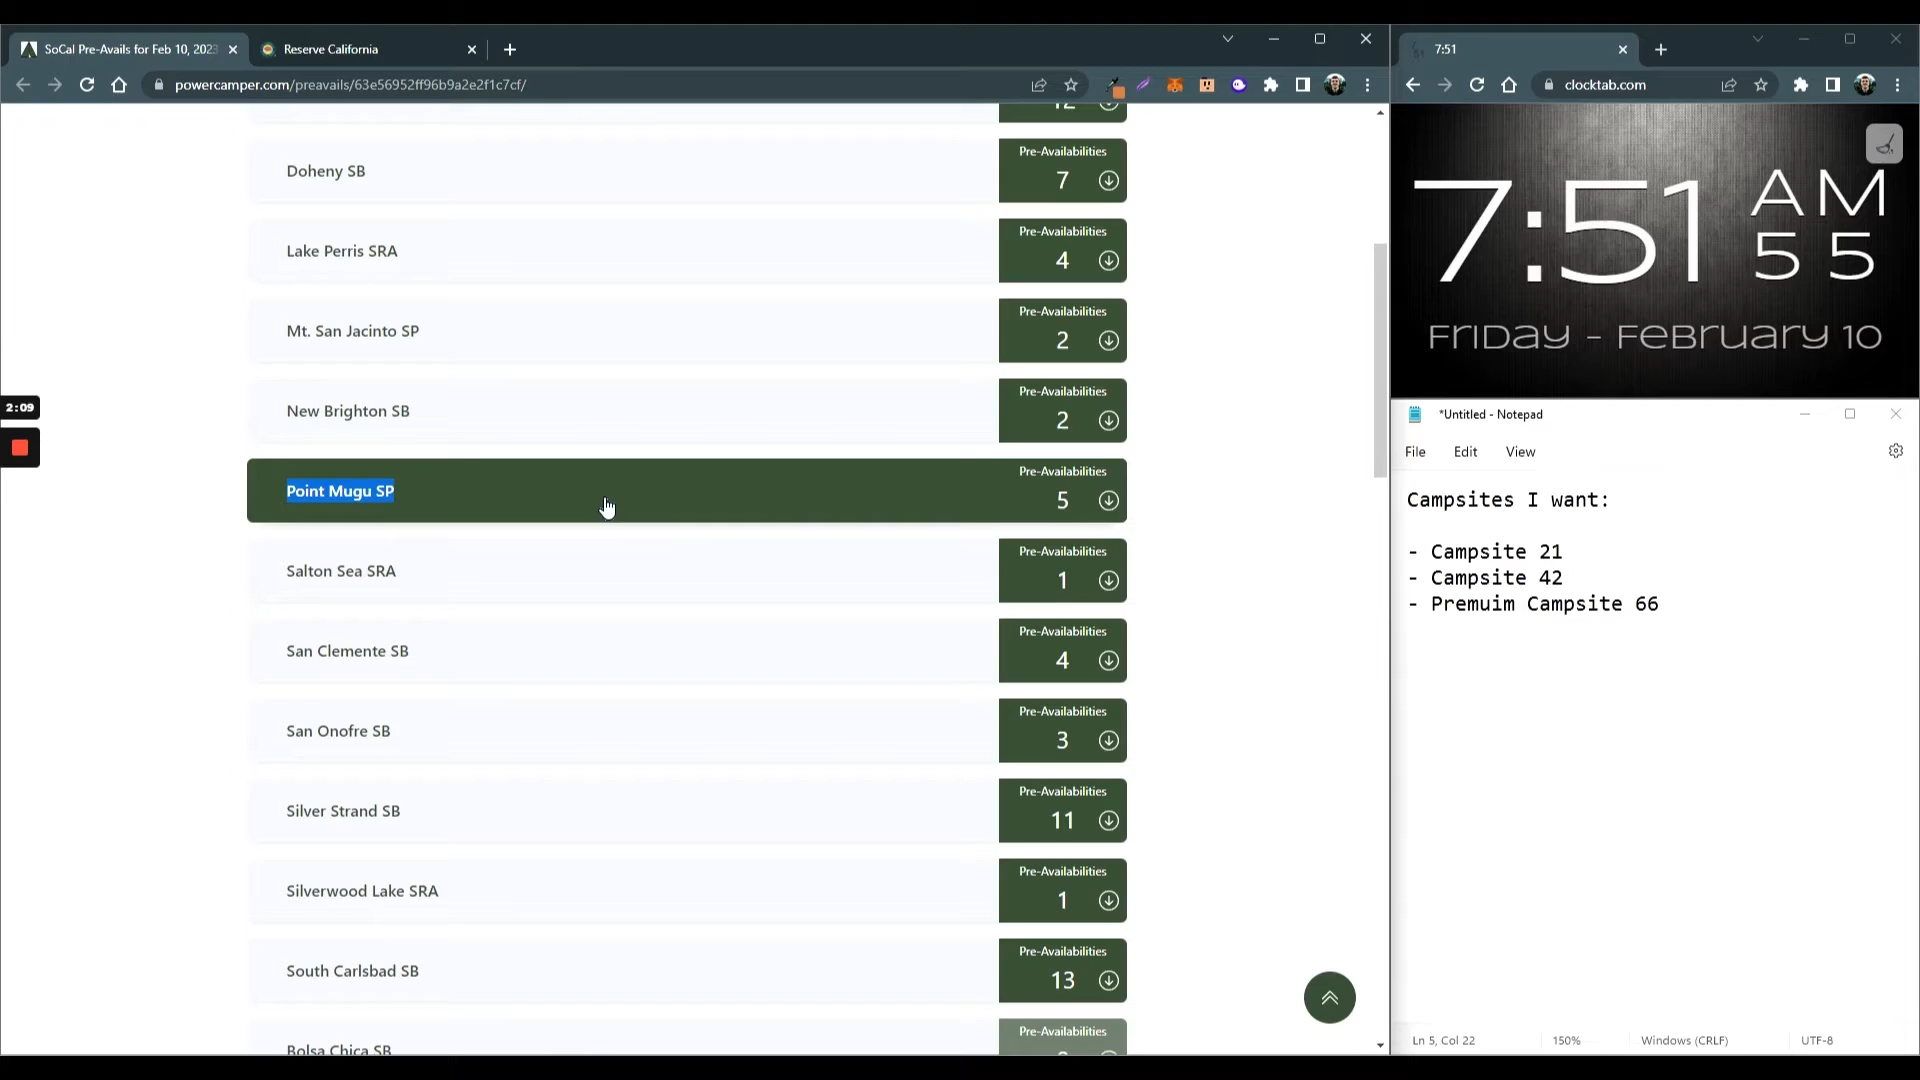 SoCal Pre-Avails for Feb 10, 2023
Reserve California
powercamper.com/preavails/63e56952ff96b9a2e2f1c7cf/
12
Doheny SB
Pre-Availabilities
7
Lake Perris SRA
Pre-Availabilities
4
Mt. San Jacinto SP
Pre-Availabilities
2
New Brighton SB
Pre-Availabilities
2
Point Mugu SP
Pre-Availabilities
5
Salton Sea SRA
Pre-Availabilities
1
San Clemente SB
Pre-Availabilities
4
San Onofre SB
Pre-Availabilities
3
Silver Strand SB
Pre-Availabilities
11
Silverwood Lake SRA
Pre-Availabilities
1
South Carlsbad SB
Pre-Availabilities
13
Bolsa Chica SB
Pre-Availabilities
2:09
7:51
clocktab.com
7:51 AM
55
Friday - February 10
*Untitled - Notepad
File Edit View
Campsites I want:
- Campsite 21
- Campsite 42
- Premuim Campsite 66
Ln 5, Col 22 150% Windows (CRLF) UTF-8